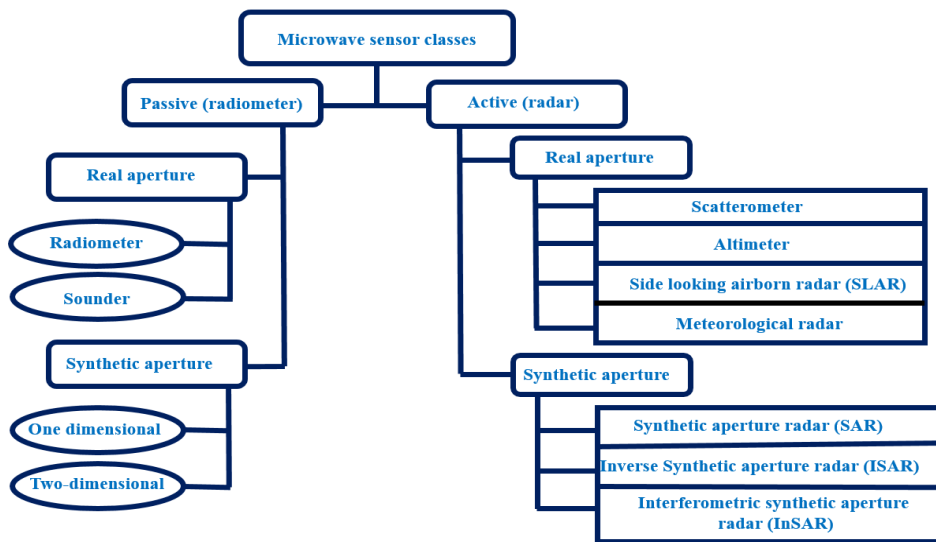 Microwave sensor classes
Passive (radiometer)
Active (radar)
Real aperture
Radiometer
Sounder
Synthetic aperture
One dimensional
Two-dimensional
Real aperture
Scatterometer
Altimeter
Side looking airborn radar (SLAR)
Meteorological radar
Synthetic aperture
Synthetic aperture radar (SAR)
Inverse Synthetic aperture radar (ISAR)
Interferometric synthetic aperture
radar (InSAR)